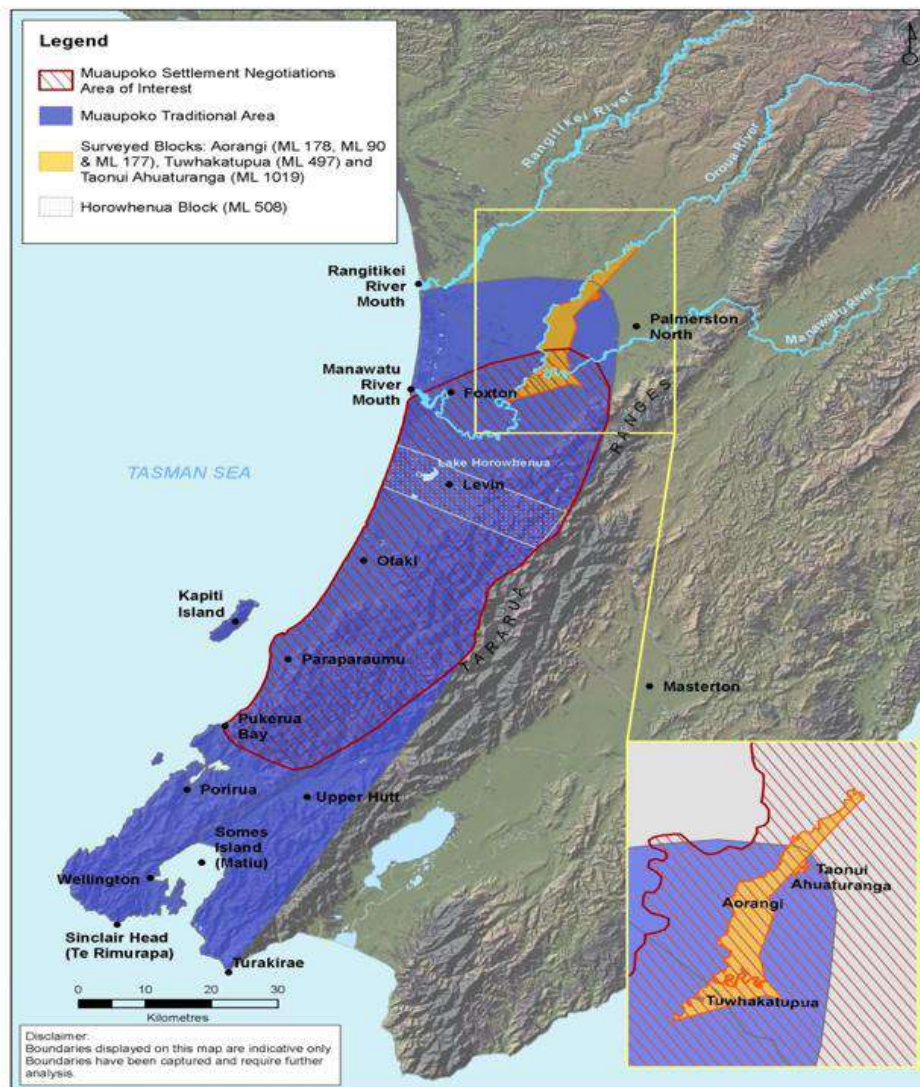 Legend
Muaupoko Settlement Negotiations
Area of Interest
Muaupoko Traditional Area
Surveyed Blocks: Aorangi (ML 178, ML 90
& ML 177), Tuwhakatupua (ML 497) and
Taonui Ahuaturanga (ML 1019)
Horowhenua Block (ML 508)
Rangitikei River
Oroua River
Rangitikei
River
Mouth
Palmerston
North
Manawatu River
Manawatu
River
Mouth
Foxton
RANGES
TASMAN SEA
Lake Horowhenua
Levin
Otaki
TARARUA
Kapiti
Island
Paraparaumu
Masterton
Pukerua
Bay
Porirua
Upper Hutt
Somes
Island
(Matiu)
Wellington
Sinclair Head
(Te Rimurapa)
Turakirae
Taonui
Ahuaturanga
Aorangi
Tuwhakatupua
0 10 20 30
Kilometres
Disclaimer:
Boundaries displayed on this map are indicative only.
Boundaries have been captured and require further
analysis.